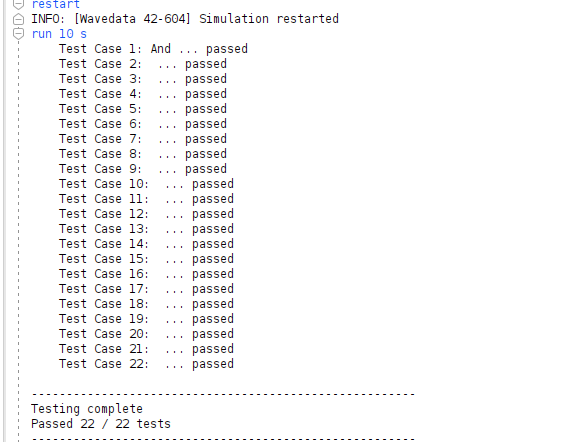 restart
INFO: [Wavedata 42-604] Simulation restarted
run 10 s
Test Case 1: And ... passed
Test Case 2:  ... passed
Test Case 3:  ... passed
Test Case 4:  ... passed
Test Case 5:  ... passed
Test Case 6:  ... passed
Test Case 7:  ... passed
Test Case 8:  ... passed
Test Case 9:  ... passed
Test Case 10:  ... passed
Test Case 11:  ... passed
Test Case 12:  ... passed
Test Case 13:  ... passed
Test Case 14:  ... passed
Test Case 15:  ... passed
Test Case 16:  ... passed
Test Case 17:  ... passed
Test Case 18:  ... passed
Test Case 19:  ... passed
Test Case 20:  ... passed
Test Case 21:  ... passed
Test Case 22:  ... passed
-------------------------------------------------------
Testing complete
Passed 22 / 22 tests
-------------------------------------------------------